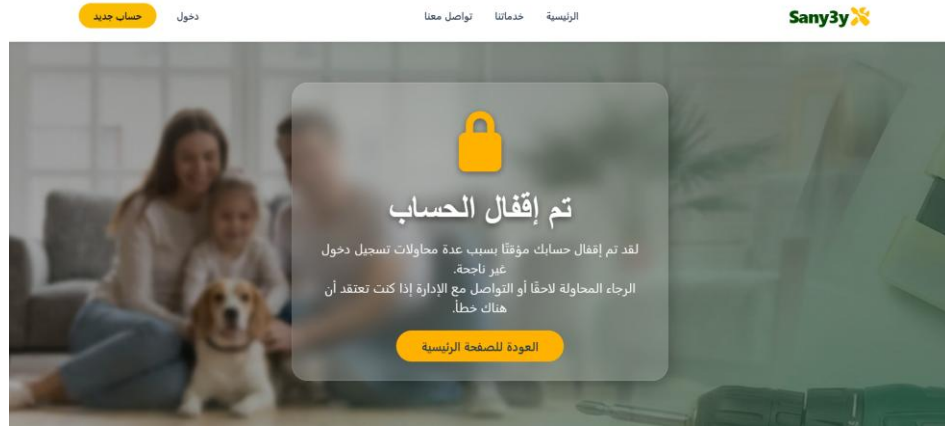 Sany3y
الرئيسية خدماتنا تواصل معنا
دخول
حساب جديد
تم إقفال الحساب
لقد تم إقفال حسابك مؤقتًا بسبب عدة محاولات تسجيل دخول
غير ناجحة.
الرجاء المحاولة لاحقًا أو التواصل مع الإدارة إذا كنت تعتقد أن
هناك خطأ.
العودة للصفحة الرئيسية